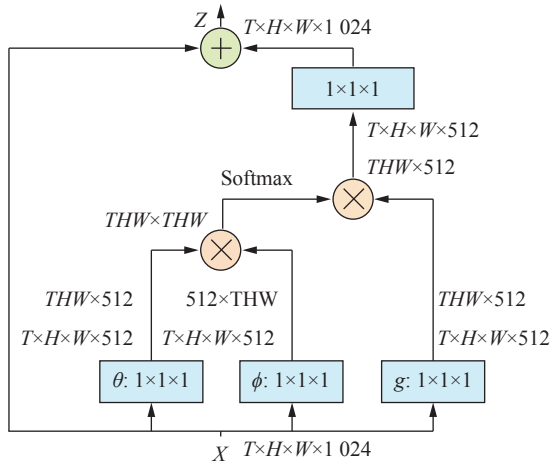 Z
T×H×W×1 024
+
1×1×1
T×H×W×512
THW×512
Softmax
×
THW×THW
×
THW×512
512×THW
THW×512
T×H×W×512
T×H×W×512
T×H×W×512
θ: 1×1×1
ϕ: 1×1×1
g: 1×1×1
X
T×H×W×1 024